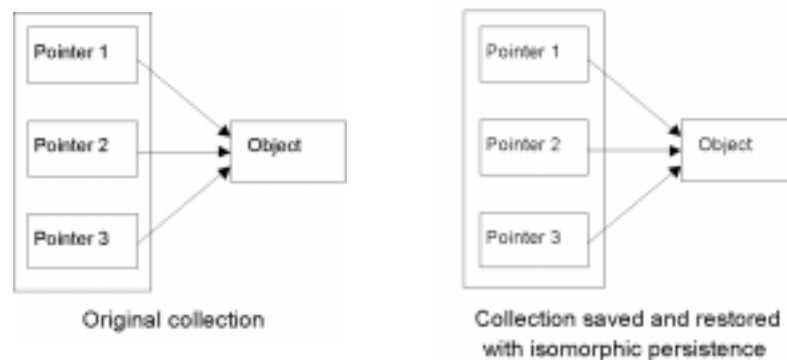 Pointer 1
Pointer 2
Object
Pointer 3
Original collection
Pointer 1
Pointer 2
Object
Pointer 3
Collection saved and restored
with isomorphic persistence